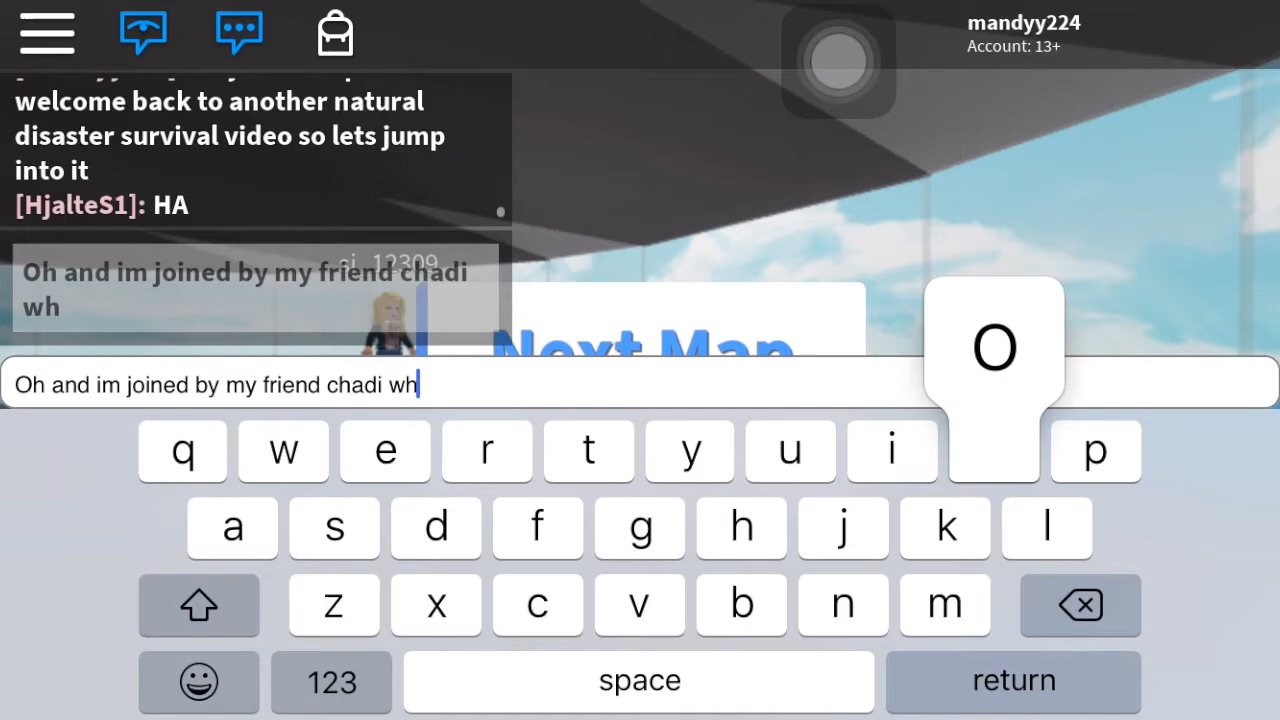 mandyy224
Account: 13+
welcome back to another natural
disaster survival video so lets jump
into it
[HjalteS1]: HA
Oh and im joined by my friend chadi
wh
Next Map
Oh and im joined by my friend chadi wh
O
q w e r t y u i p
a s d f g h j k l
z x c v b n m
123 space return